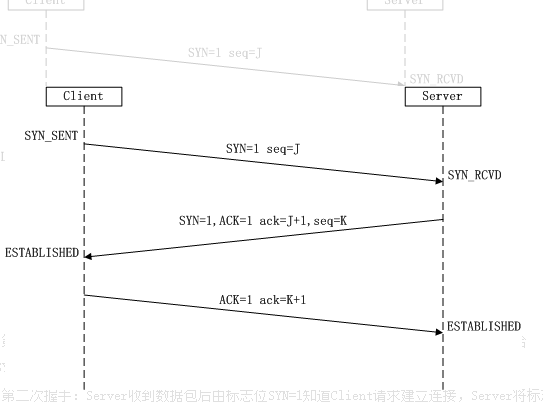 Client
Server
SYN_SENT
SYN=1 seq=J
SYN_RCVD
Client
Server
SYN_SENT
SYN=1 seq=J
SYN_RCVD
SYN=1,ACK=1 ack=J+1,seq=K
ESTABLISHED
ACK=1 ack=K+1
ESTABLISHED
第二次握手：Server收到数据包后由标志位SYN=1知道Client请求建立连接，Server将标志